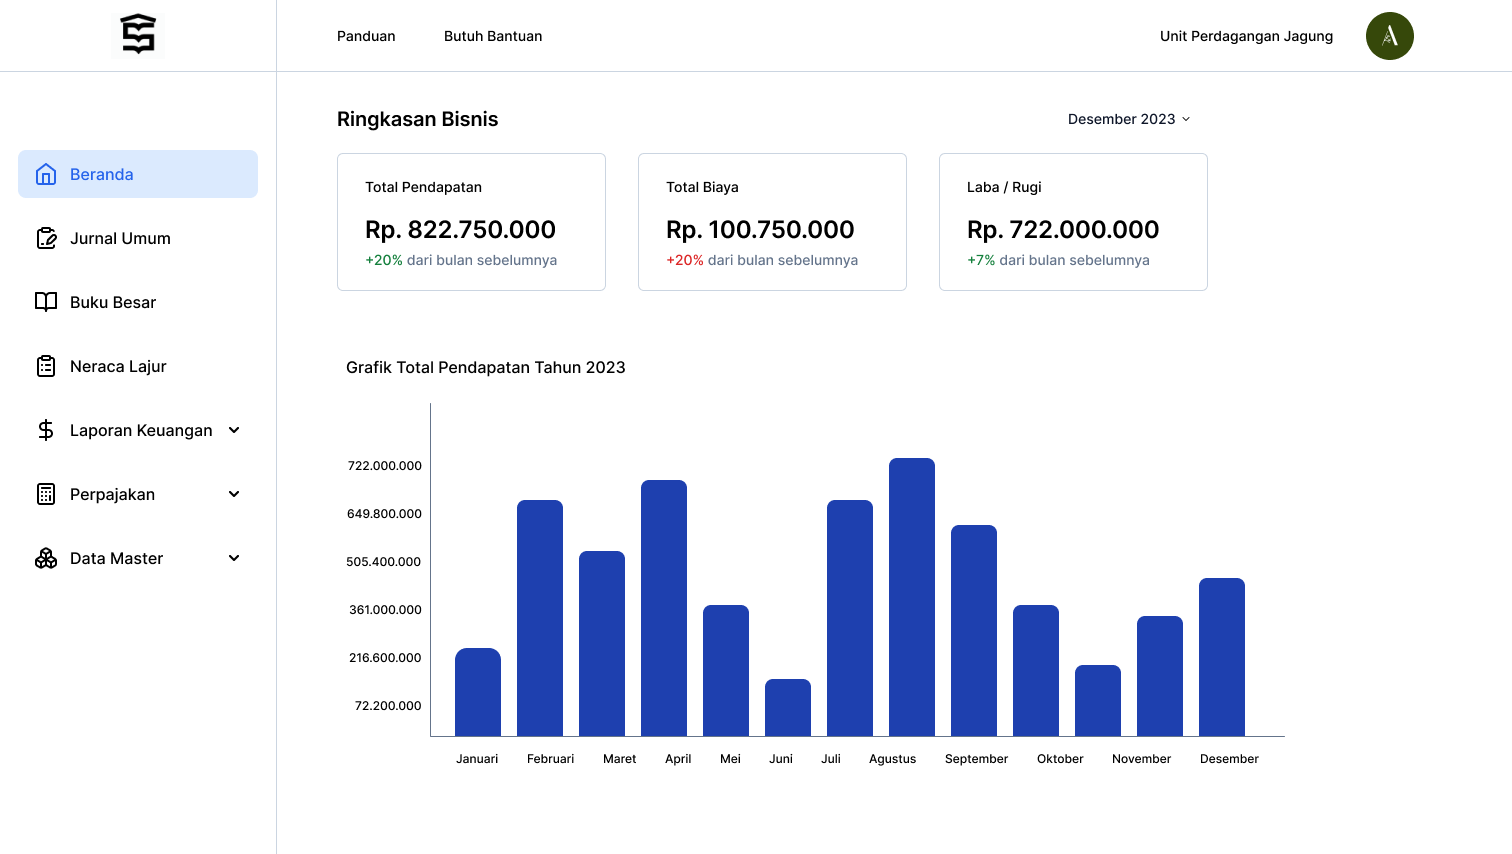 Panduan
Butuh Bantuan
Unit Perdagangan Jagung
A
Beranda
Jurnal Umum
Buku Besar
Neraca Lajur
Laporan Keuangan
Perpajakan
Data Master
Ringkasan Bisnis
Desember 2023
Total Pendapatan
Rp. 822.750.000
+20% dari bulan sebelumnya
Total Biaya
Rp. 100.750.000
+20% dari bulan sebelumnya
Laba / Rugi
Rp. 722.000.000
+7% dari bulan sebelumnya
Grafik Total Pendapatan Tahun 2023
722.000.000
649.800.000
505.400.000
361.000.000
216.600.000
72.200.000
Januari Februari Maret April Mei Juni Juli Agustus September Oktober November Desember